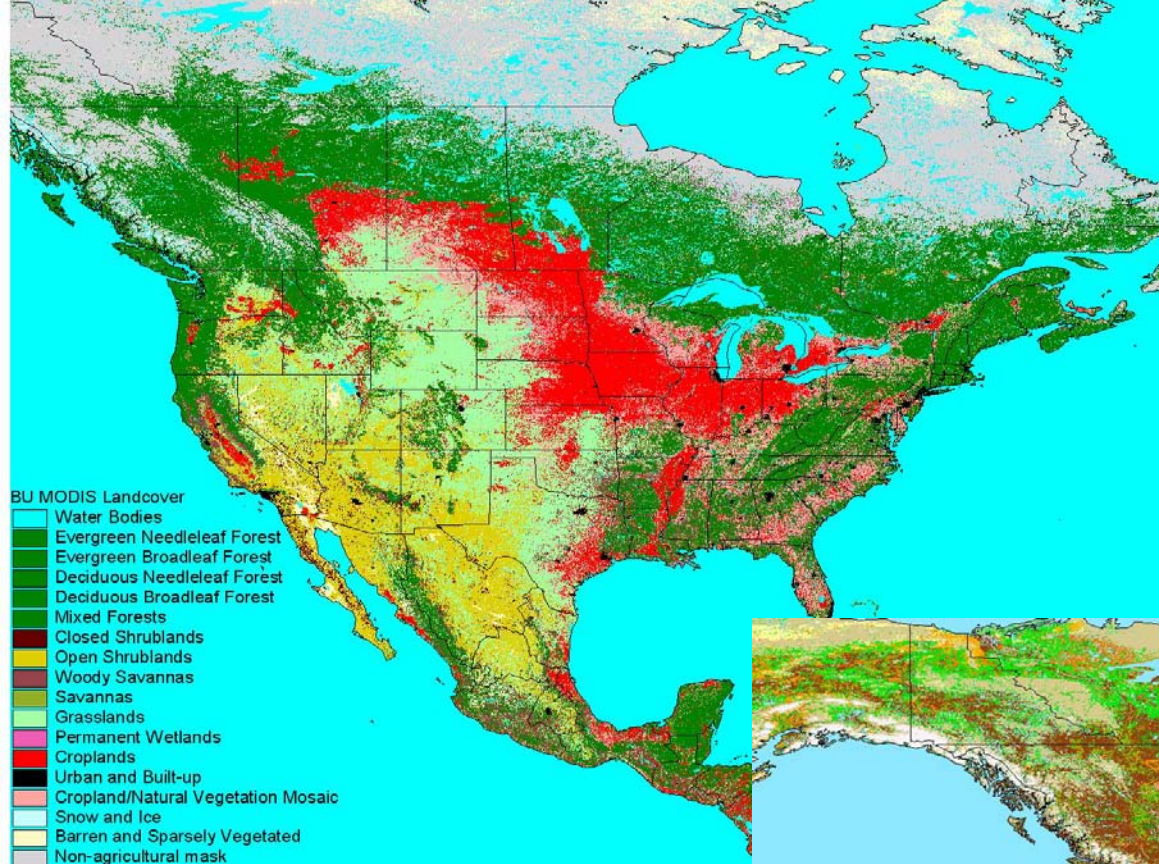 BU MODIS Landcover
Water Bodies
Evergreen Needleleaf Forest
Evergreen Broadleaf Forest
Deciduous Needleleaf Forest
Deciduous Broadleaf Forest
Mixed Forests
Closed Shrublands
Open Shrublands
Woody Savannas
Savannas
Grasslands
Permanent Wetlands
Croplands
Urban and Built-up
Cropland/Natural Vegetation Mosaic
Snow and Ice
Barren and Sparsely Vegetated
Non-agricultural mask